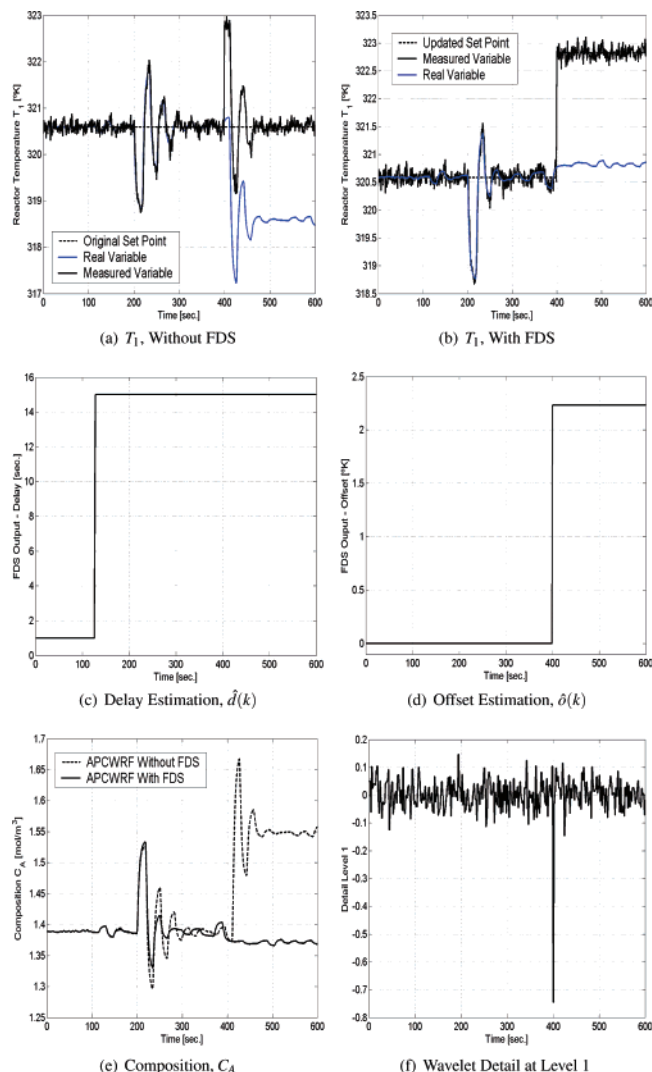 323
322
321
320
319
318
317
0 100 200 300 400 500 600
Reactor Temperature T1 [ºK]
Original Set Point
Real Variable
Measured Variable
Time [sec.]
(a) T1, Without FDS
323.5
323
322.5
322
321.5
321
320.5
320
319.5
319
318.5
0 100 200 300 400 500 600
Reactor Temperature T1 [ºK]
Updated Set Point
Measured Variable
Real Variable
Time [sec.]
(b) T1, With FDS
16
14
12
10
8
6
4
2
0
0 100 200 300 400 500 600
FDS Output - Delay [sec.]
Time [sec.]
(c) Delay Estimation, d̂(k)
2.5
2
1.5
1
0.5
0
0 100 200 300 400 500 600
FDS Ouput - Offset [ºK]
Time [sec.]
(d) Offset Estimation, ô(k)
1.7
1.65
1.6
1.55
1.5
1.45
1.4
1.35
1.3
1.25
0 100 200 300 400 500 600
Composition CA [mol/m³]
APCWRF Without FDS
APCWRF With FDS
Time [sec.]
(e) Composition, CA
0.2
0.1
0
-0.1
-0.2
-0.3
-0.4
-0.5
-0.6
-0.7
-0.8
0 100 200 300 400 500 600
Detail Level 1
Time [sec.]
(f) Wavelet Detail at Level 1